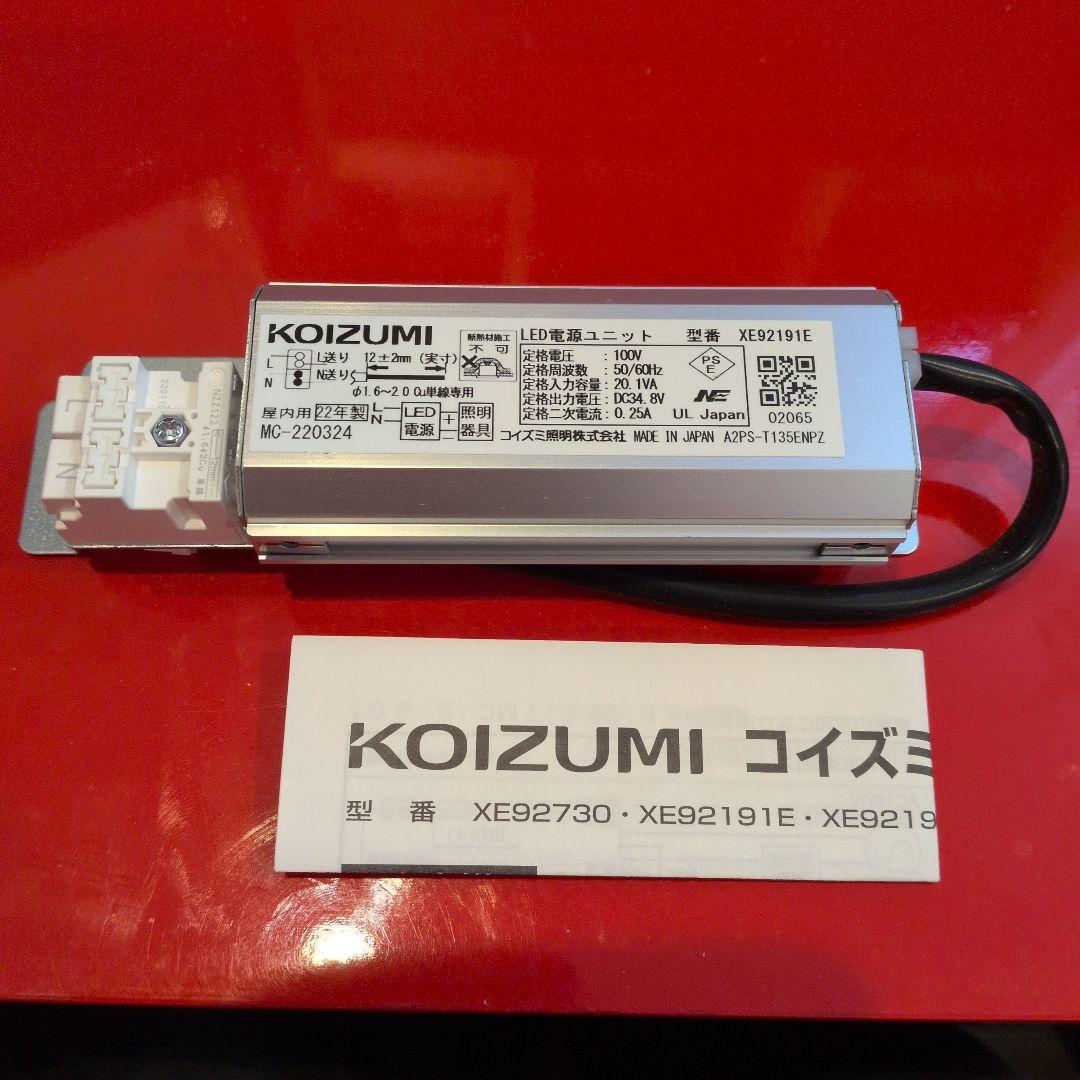 KOIZUMI
L
N
L送り 12±2mm (実寸)
N送り
φ1.6～2.0Cu単線専用
断熱材施工
不可
屋内用 22年製
L
N
LED
電源
+
−
照明
器具
MC-220324
LED電源ユニット 型番 XE92191E
定格電圧 : 100V
定格周波数 : 50/60Hz
定格入力容量: 20.1VA
定格出力電圧: DC34.8V
定格二次電流: 0.25A
PS
E
UL Japan
02065
コイズミ照明株式会社 MADE IN JAPAN A2PS-T135ENPZ
L
N
12mm
KOIZUMI コイズミ
型 番 XE92730・XE92191E・XE9219